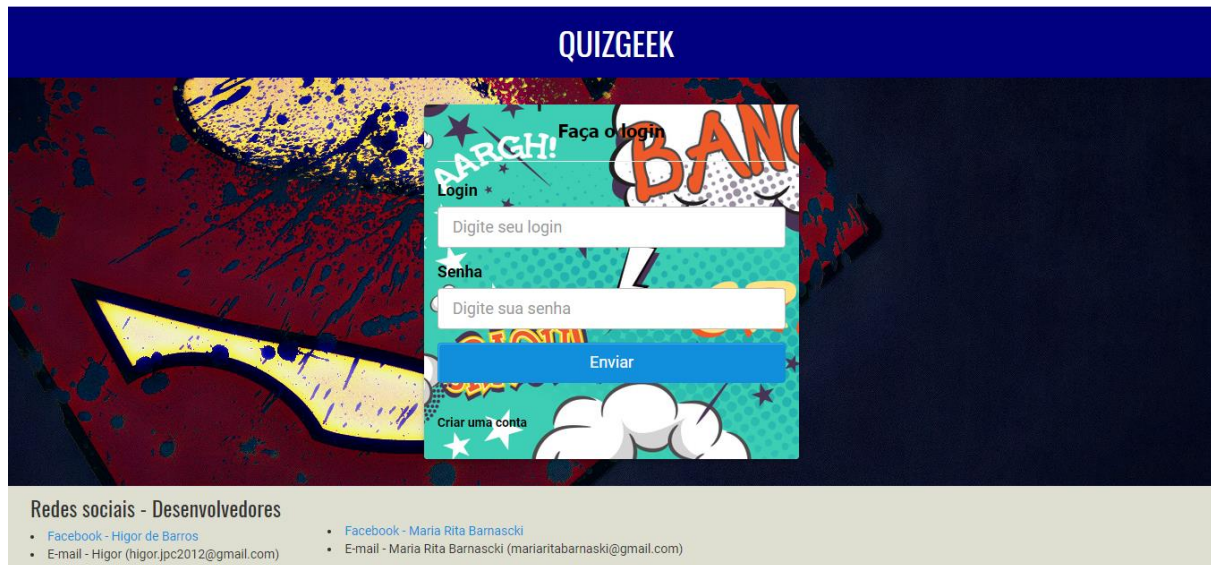 QUIZGEEK
AARGH!
BANG
Faça o login
Login
Digite seu login
Senha
Digite sua senha
Enviar
Criar uma conta
Redes sociais - Desenvolvedores
Facebook - Higor de Barros
E-mail - Higor (higor.jpc2012@gmail.com)
Facebook - Maria Rita Barnascki
E-mail - Maria Rita Barnascki (mariaritabarnaski@gmail.com)